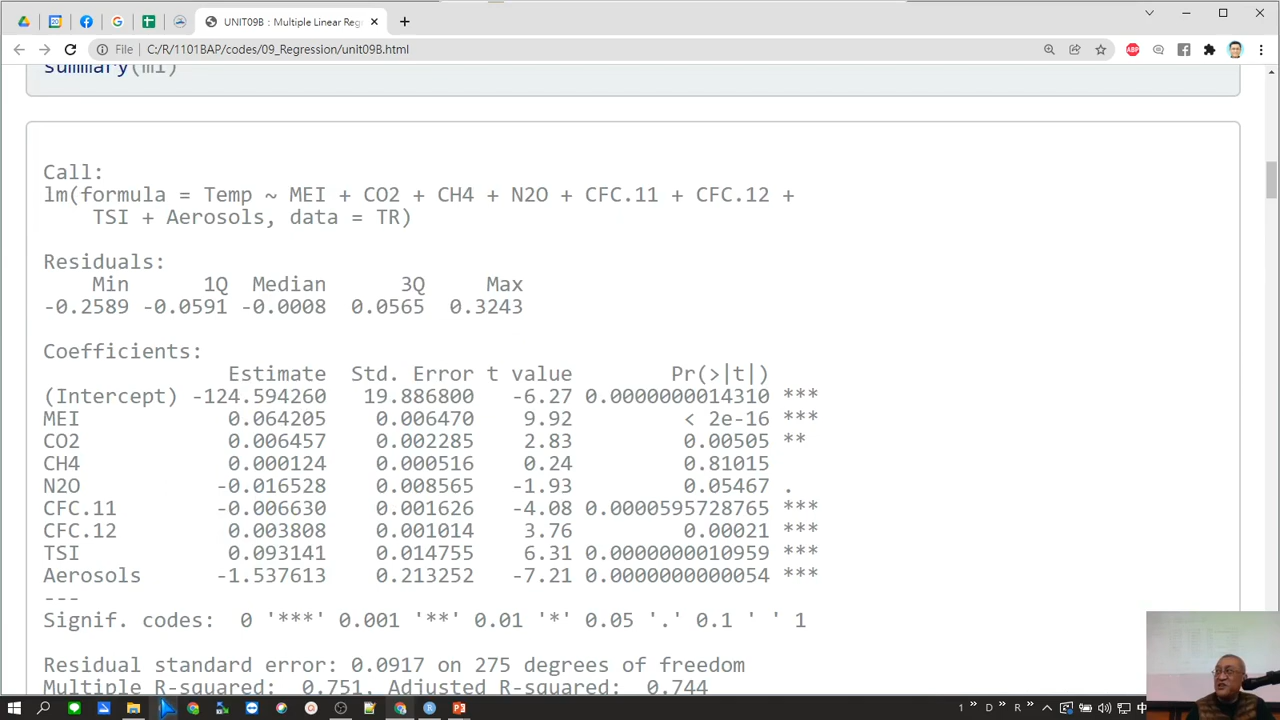 UNIT09B : Multiple Linear Reg
File C:/R/1101BAP/codes/09_Regression/unit09B.html
summary(m1)
Call:
lm(formula = Temp ~ MEI + CO2 + CH4 + N2O + CFC.11 + CFC.12 +
TSI + Aerosols, data = TR)
Residuals:
Min 1Q Median 3Q Max
-0.2589 -0.0591 -0.0008 0.0565 0.3243
Coefficients:
Estimate Std. Error t value Pr(>|t|)
(Intercept) -124.594260 19.886800 -6.27 0.0000000014310 ***
MEI 0.064205 0.006470 9.92 < 2e-16 ***
CO2 0.006457 0.002285 2.83 0.00505 **
CH4 0.000124 0.000516 0.24 0.81015
N2O -0.016528 0.008565 -1.93 0.05467 .
CFC.11 -0.006630 0.001626 -4.08 0.0000595728765 ***
CFC.12 0.003808 0.001014 3.76 0.00021 ***
TSI 0.093141 0.014755 6.31 0.0000000010959 ***
Aerosols -1.537613 0.213252 -7.21 0.0000000000054 ***
---
Signif. codes: 0 '***' 0.001 '**' 0.01 '*' 0.05 '.' 0.1 ' ' 1
Residual standard error: 0.0917 on 275 degrees of freedom
Multiple R-squared: 0.751, Adjusted R-squared: 0.744
1 » D » R » 中